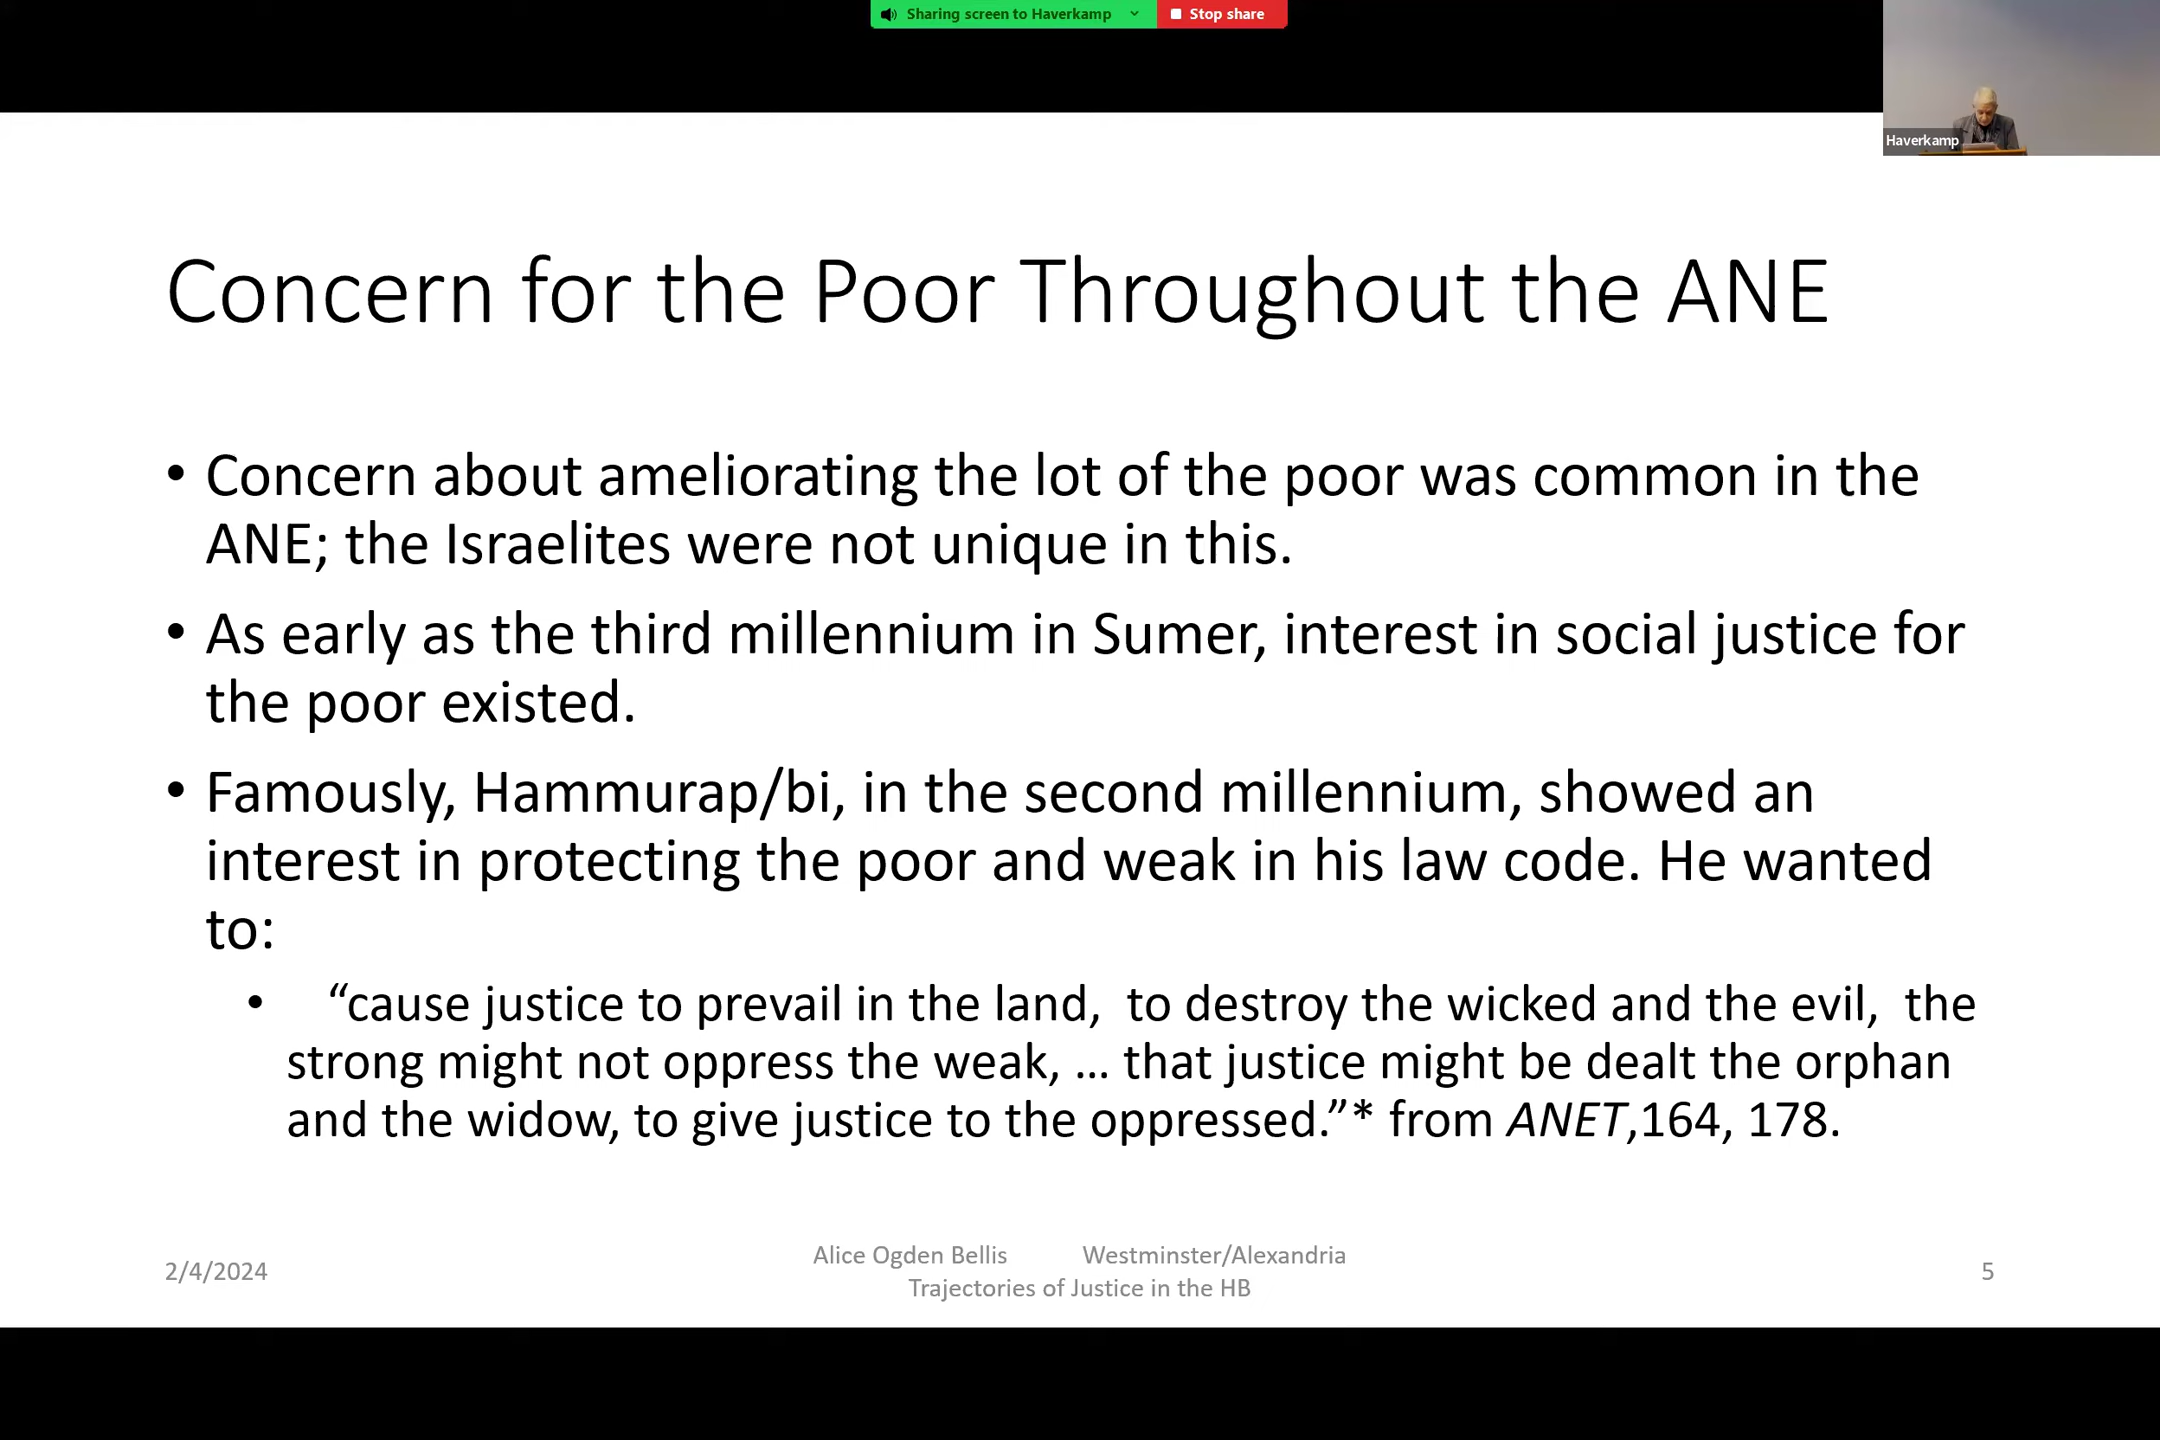 Sharing screen to Haverkamp
Stop share
Haverkamp
Concern for the Poor Throughout the ANE
• Concern about ameliorating the lot of the poor was common in the
ANE; the Israelites were not unique in this.
• As early as the third millennium in Sumer, interest in social justice for
the poor existed.
• Famously, Hammurap/bi, in the second millennium, showed an
interest in protecting the poor and weak in his law code. He wanted
to:
• “cause justice to prevail in the land,  to destroy the wicked and the evil,  the
strong might not oppress the weak, … that justice might be dealt the orphan
and the widow, to give justice to the oppressed.”* from ANET,164, 178.
2/4/2024
Alice Ogden Bellis Westminster/Alexandria
Trajectories of Justice in the HB
5